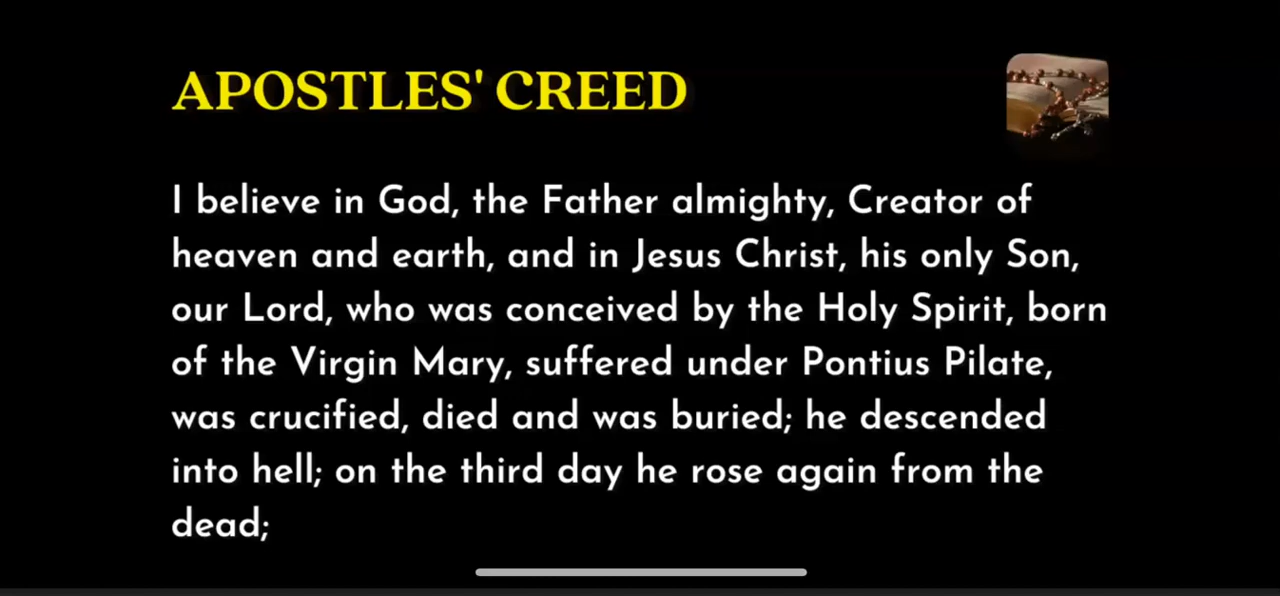 APOSTLES' CREED
I believe in God, the Father almighty, Creator of
heaven and earth, and in Jesus Christ, his only Son,
our Lord, who was conceived by the Holy Spirit, born
of the Virgin Mary, suffered under Pontius Pilate,
was crucified, died and was buried; he descended
into hell; on the third day he rose again from the
dead;